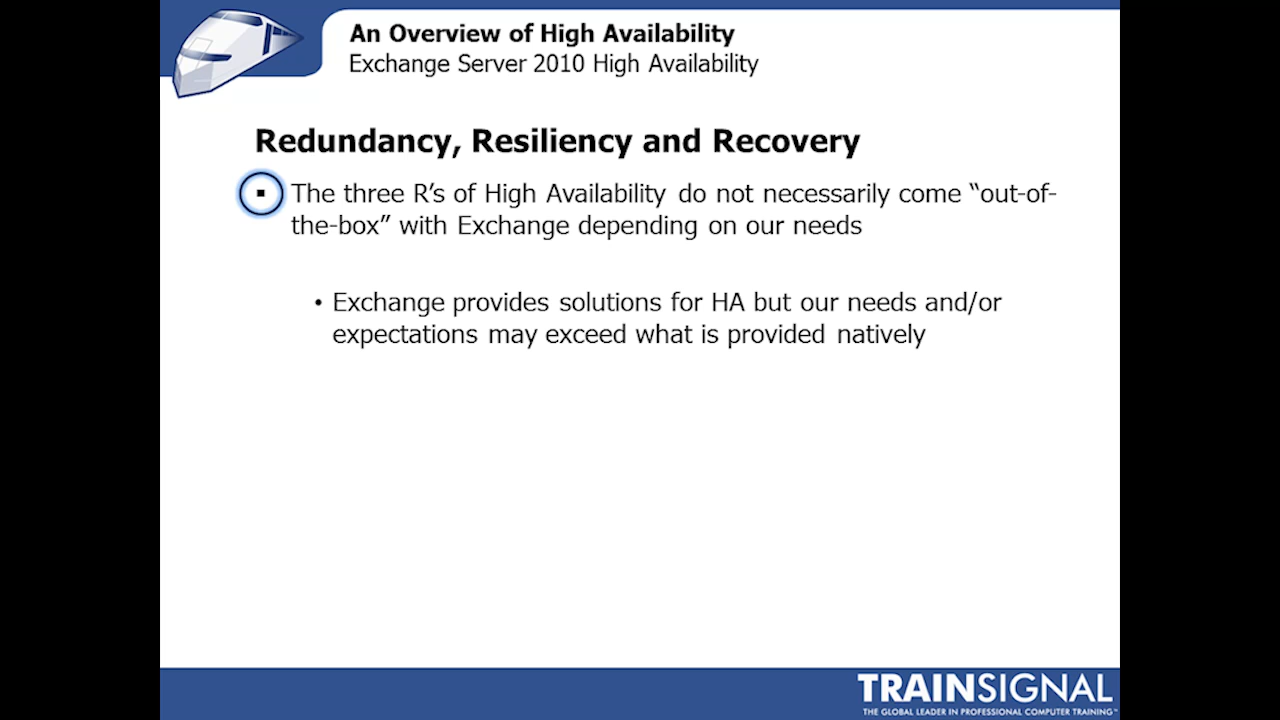 An Overview of High Availability
Exchange Server 2010 High Availability
Redundancy, Resiliency and Recovery
▪ The three R’s of High Availability do not necessarily come “out-of-
the-box” with Exchange depending on our needs
• Exchange provides solutions for HA but our needs and/or
expectations may exceed what is provided natively
TRAINSIGNAL
THE GLOBAL LEADER IN PROFESSIONAL COMPUTER TRAINING™